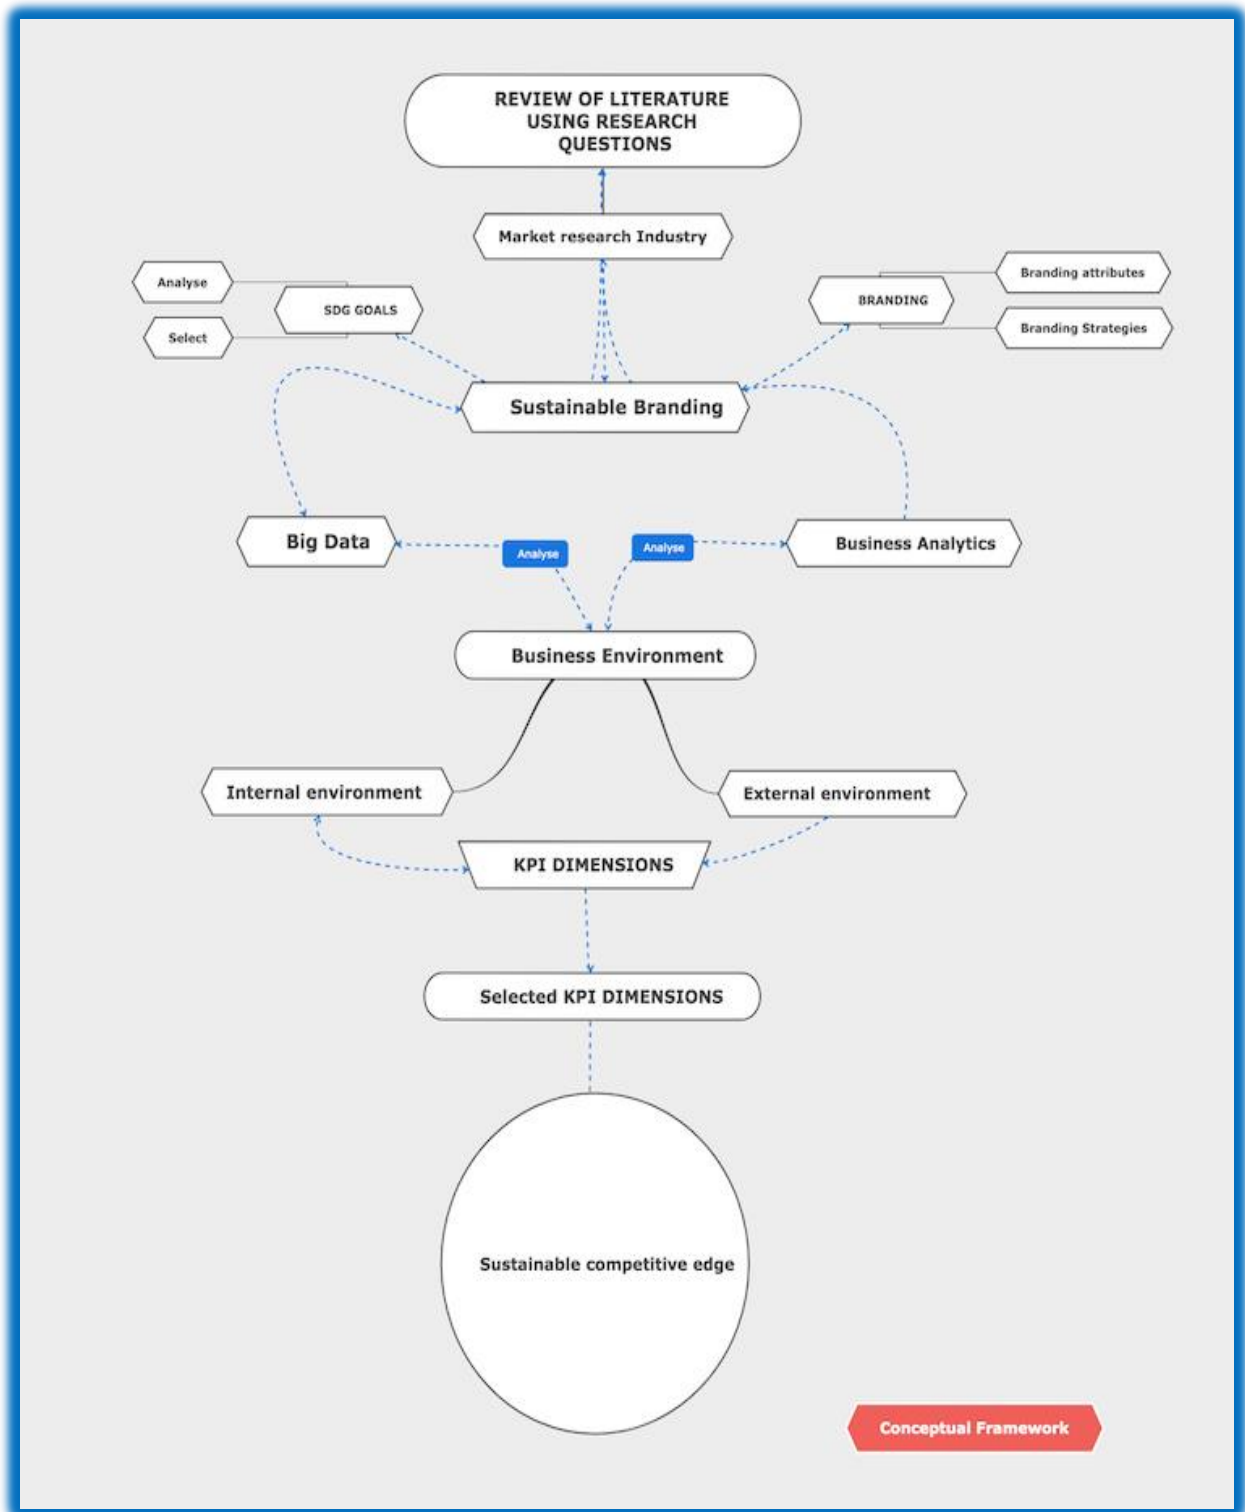 REVIEW OF LITERATURE
USING RESEARCH
QUESTIONS
Market research Industry
Analyse
SDG GOALS
Select
BRANDING
Branding attributes
Branding Strategies
Sustainable Branding
Big Data
Analyse
Analyse
Business Analytics
Business Environment
Internal environment
External environment
KPI DIMENSIONS
Selected KPI DIMENSIONS
Sustainable competitive edge
Conceptual Framework